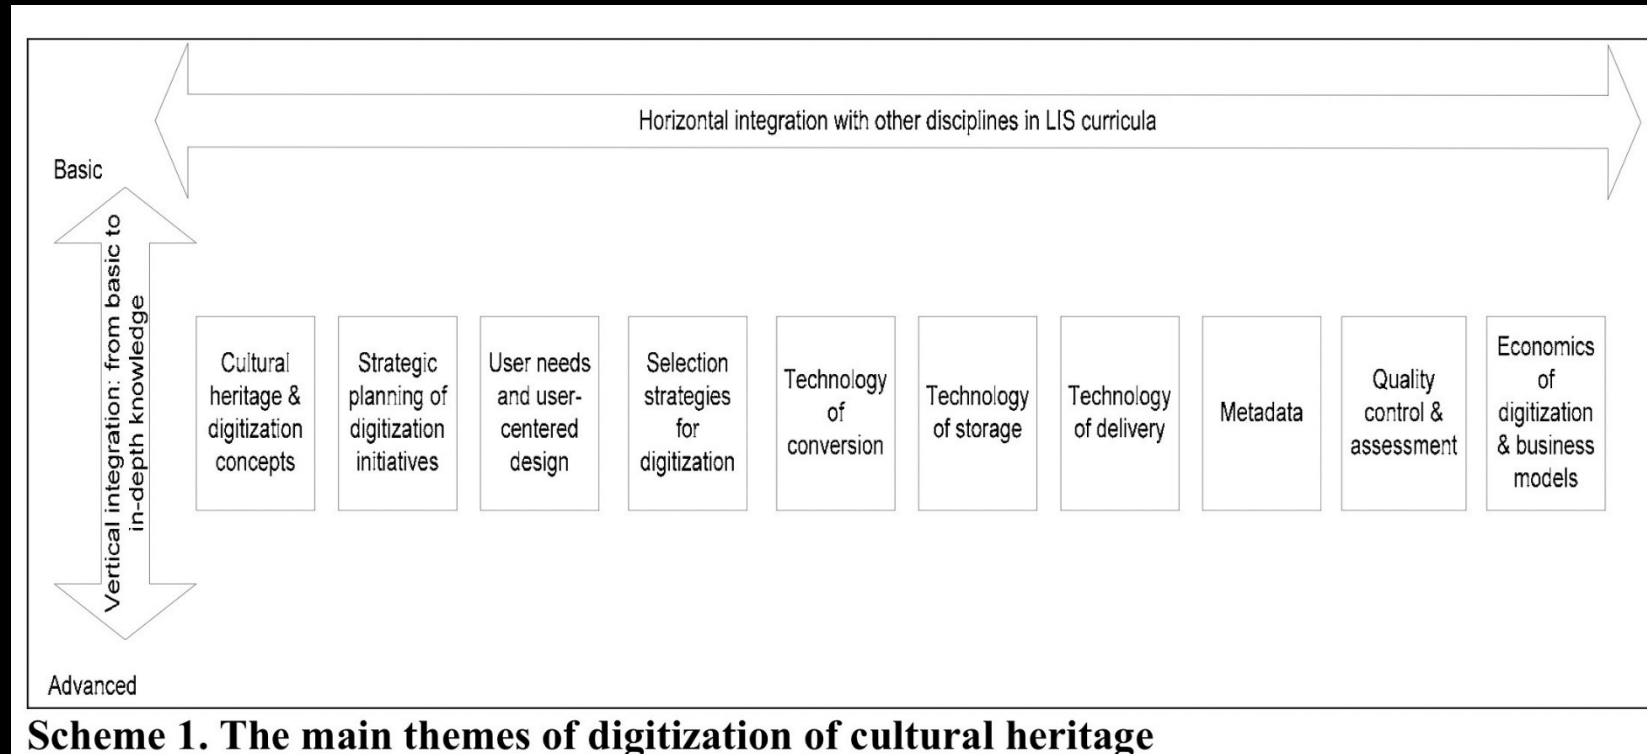 Horizontal integration with other disciplines in LIS curricula
Basic
Vertical integration: from basic to
in-depth knowledge
Cultural
heritage &
digitization
concepts
Strategic
planning of
digitization
initiatives
User needs
and user-
centered
design
Selection
strategies
for
digitization
Technology
of
conversion
Technology
of storage
Technology
of delivery
Metadata
Quality
control &
assessment
Economics
of
digitization
& business
models
Advanced
Scheme 1. The main themes of digitization of cultural heritage